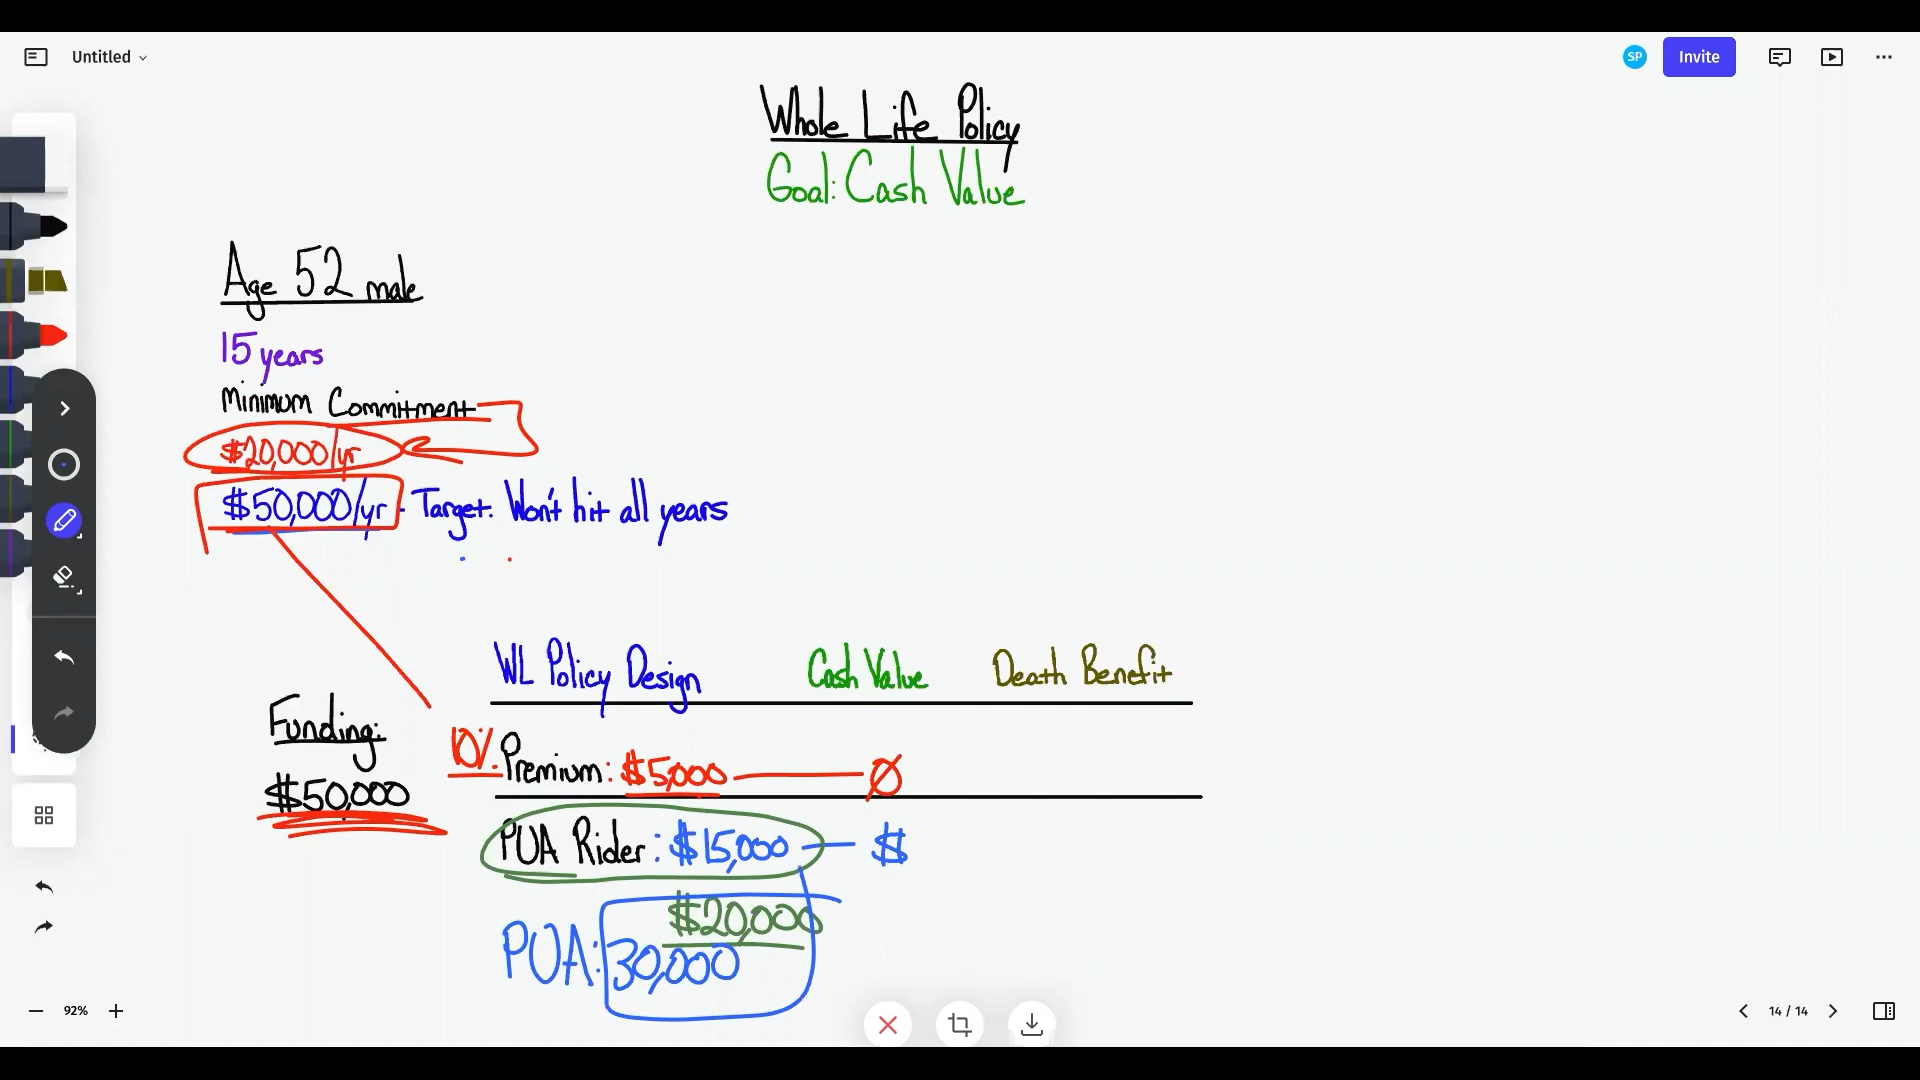 Untitled
SP
Invite
Whole Life Policy
Goal: Cash Value
Age 52 male
15 years
Minimum Commitment
$20,000/yr
$50,000/yr - Target: Won't hit all years
WL Policy Design Cash Value Death Benefit
Funding:
$50,000
10% Premium: $5,000 Ø
PUA Rider: $15,000 - $
$20,000
PUA: 30,000
92%
14 / 14